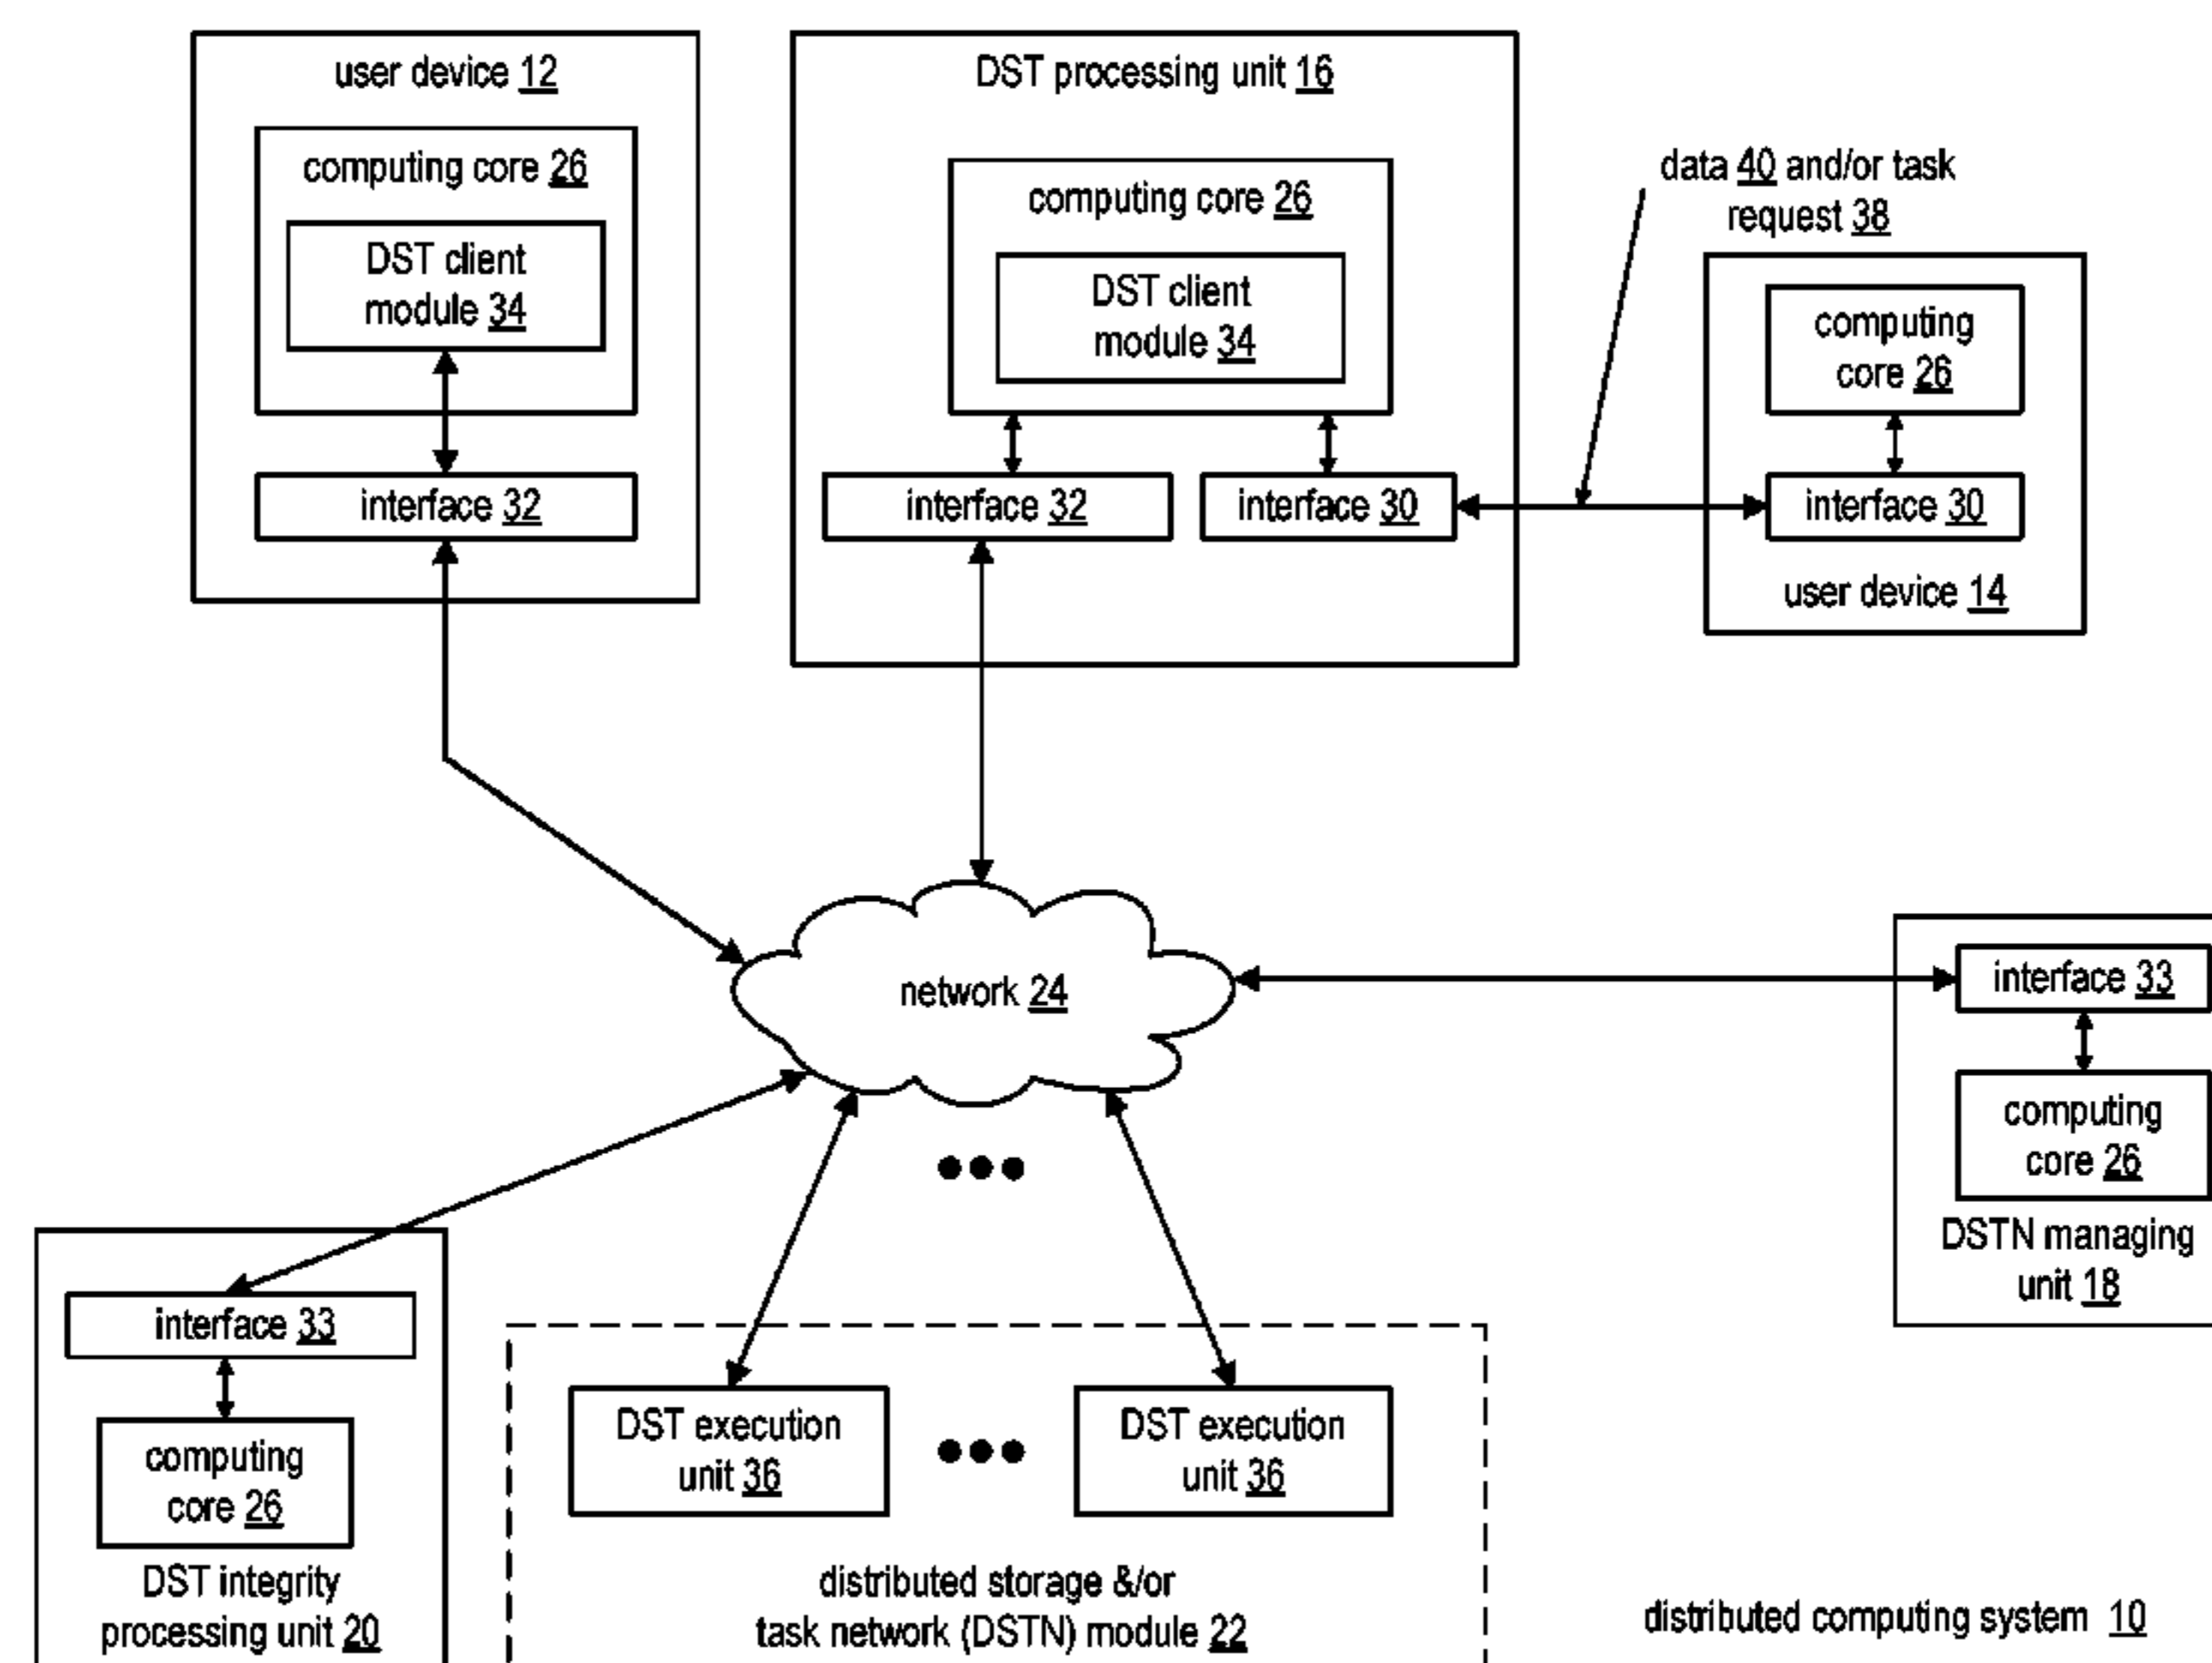 user device 12
computing core 26
DST client
module 34
interface 32
DST processing unit 16
computing core 26
DST client
module 34
interface 32
interface 30
data 40 and/or task
request 38
computing
core 26
interface 30
user device 14
network 24
interface 33
computing
core 26
DSTN managing
unit 18
interface 33
computing
core 26
DST integrity
processing unit 20
DST execution
unit 36
DST execution
unit 36
distributed storage &/or
task network (DSTN) module 22
distributed computing system 10